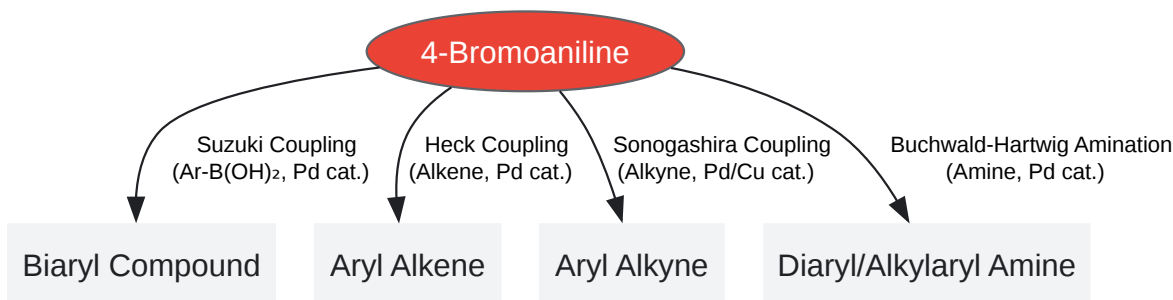 4-Bromoaniline
Suzuki Coupling
(Ar-B(OH)₂, Pd cat.)
Heck Coupling
(Alkene, Pd cat.)
Sonogashira Coupling
(Alkyne, Pd/Cu cat.)
Buchwald-Hartwig Amination
(Amine, Pd cat.)
Biaryl Compound
Aryl Alkene
Aryl Alkyne
Diaryl/Alkylaryl Amine